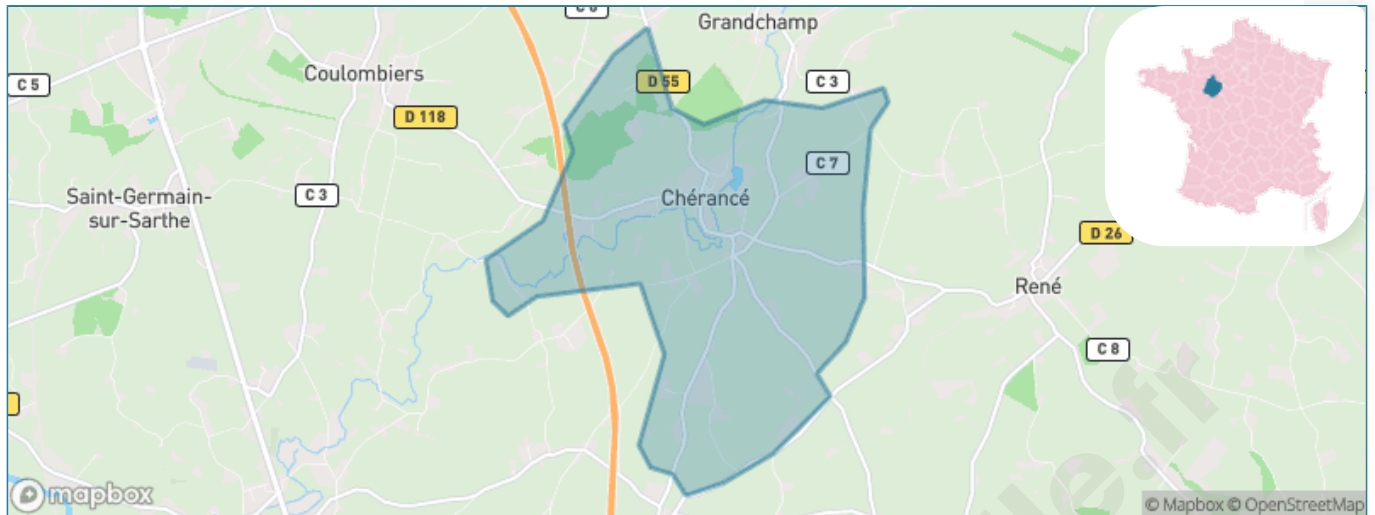 C 6
Grandchamp
Coulombiers
D 55
C 3
C 5
D 118
C 7
Saint-Germain-
sur-Sarthe
C 3
Chérancé
D 26
René
C 8
mapbox
© Mapbox © OpenStreetMap